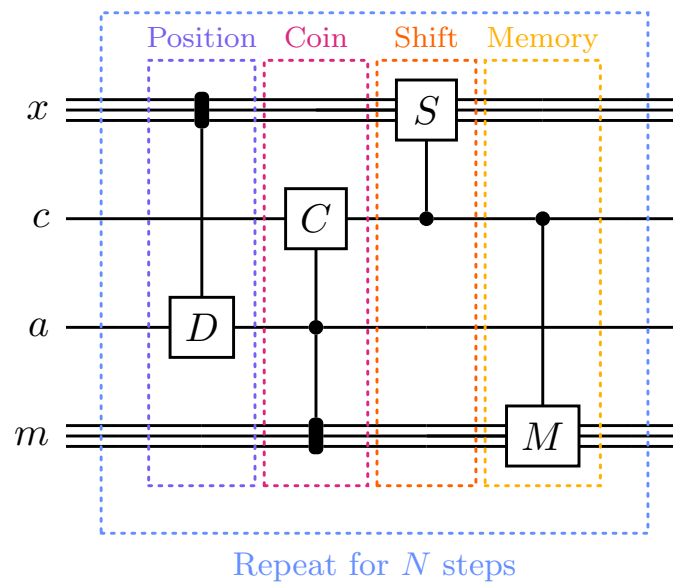 Position Coin Shift Memory
x S
c C
a D
m M
Repeat for N steps